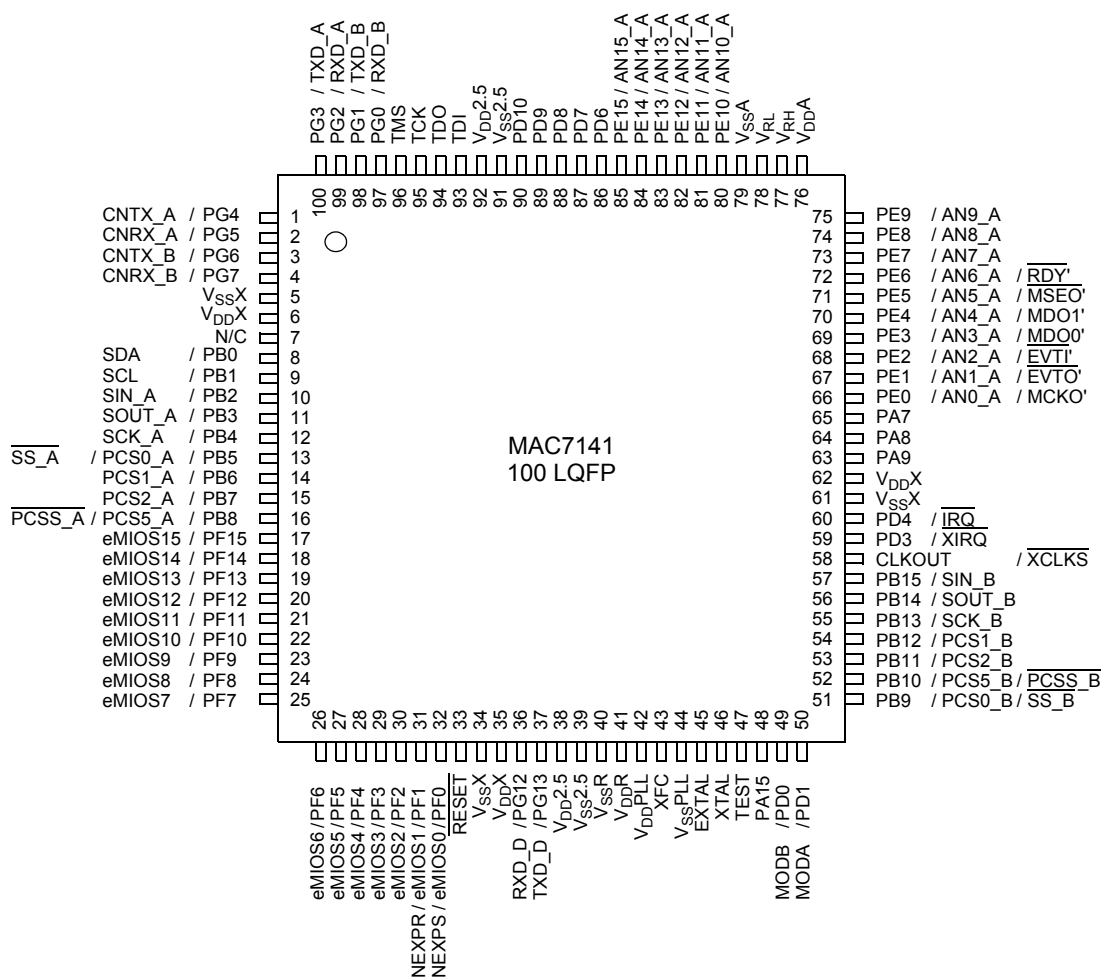 PG3 / TXD_A
PG2 / RXD_A
PG1 / TXD_B
PG0 / RXD_B
TMS
TCK
TDO
TDI
VDD2.5
VSS2.5
PD10
PD9
PD8
PD7
PD6
PE15 / AN15_A
PE14 / AN14_A
PE13 / AN13_A
PE12 / AN12_A
PE11 / AN11_A
PE10 / AN10_A
VSSA
VRL
VRH
VDDA
100 99 98 97 96 95 94 93 92 91 90 89 88 87 86 85 84 83 82 81 80 79 78 77 76
CNTX_A / PG4 1
CNRX_A / PG5 2
CNTX_B / PG6 3
CNRX_B / PG7 4
VSSX 5
VDDX 6
N/C 7
SDA / PB0 8
SCL / PB1 9
SIN_A / PB2 10
SOUT_A / PB3 11
SCK_A / PB4 12
SS_A / PCS0_A / PB5 13
PCS1_A / PB6 14
PCS2_A / PB7 15
PCSS_A / PCS5_A / PB8 16
eMIOS15 / PF15 17
eMIOS14 / PF14 18
eMIOS13 / PF13 19
eMIOS12 / PF12 20
eMIOS11 / PF11 21
eMIOS10 / PF10 22
eMIOS9 / PF9 23
eMIOS8 / PF8 24
eMIOS7 / PF7 25
MAC7141
100 LQFP
75 PE9 / AN9_A
74 PE8 / AN8_A
73 PE7 / AN7_A
72 PE6 / AN6_A / RDY'
71 PE5 / AN5_A / MSEO'
70 PE4 / AN4_A / MDO1'
69 PE3 / AN3_A / MDO0'
68 PE2 / AN2_A / EVTI'
67 PE1 / AN1_A / EVTO'
66 PE0 / AN0_A / MCKO'
65 PA7
64 PA8
63 PA9
62 VDDX
61 VSSX
60 PD4 / IRQ
59 PD3 / XIRQ
58 CLKOUT / XCLKS
57 PB15 / SIN_B
56 PB14 / SOUT_B
55 PB13 / SCK_B
54 PB12 / PCS1_B
53 PB11 / PCS2_B
52 PB10 / PCS5_B / PCSS_B
51 PB9 / PCS0_B / SS_B
26 27 28 29 30 31 32 33 34 35 36 37 38 39 40 41 42 43 44 45 46 47 48 49 50
eMIOS6 / PF6
eMIOS5 / PF5
eMIOS4 / PF4
eMIOS3 / PF3
eMIOS2 / PF2
NEXPR / eMIOS1 / PF1
NEXPS / eMIOS0 / PF0
RESET
VSSX
VDDX
RXD_D / PG12
TXD_D / PG13
VDD2.5
VSS2.5
VSSR
VDDR
VDDPLL
XFC
VSSPLL
EXTAL
XTAL
TEST
PA15
MODB / PD0
MODA / PD1